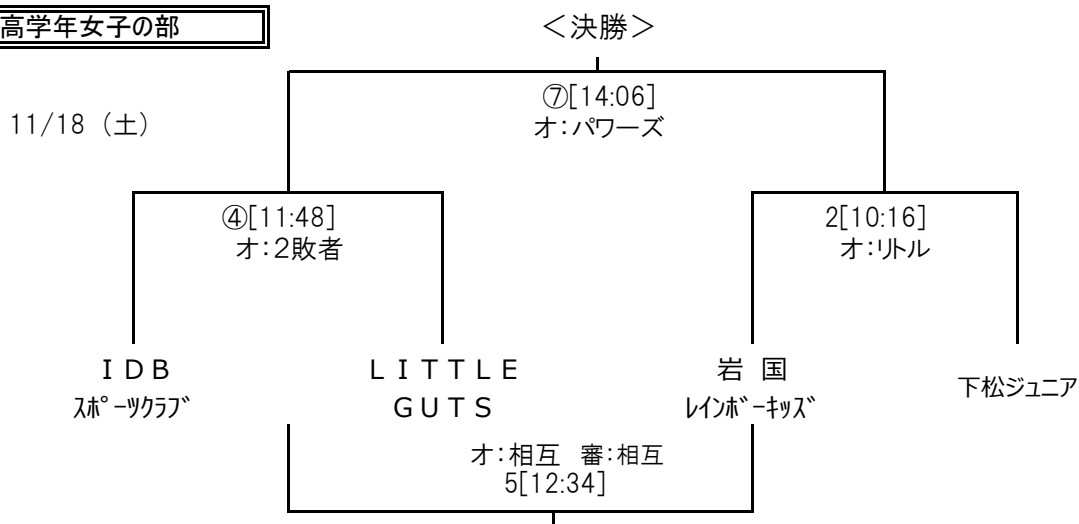 高学年女子の部
＜決勝＞
⑦[14:06]
オ：パワーズ
11/18（土）
④[11:48]
オ：２敗者
2[10:16]
オ：リトル
ＩＤＢ
ｽﾎﾟｰﾂｸﾗﾌﾞ
ＬＩＴＴＬＥ
ＧＵＴＳ
岩国
ﾚｲﾝﾎﾞｰｷｯｽﾞ
下松ジュニア
オ：相互　審：相互
5[12:34]